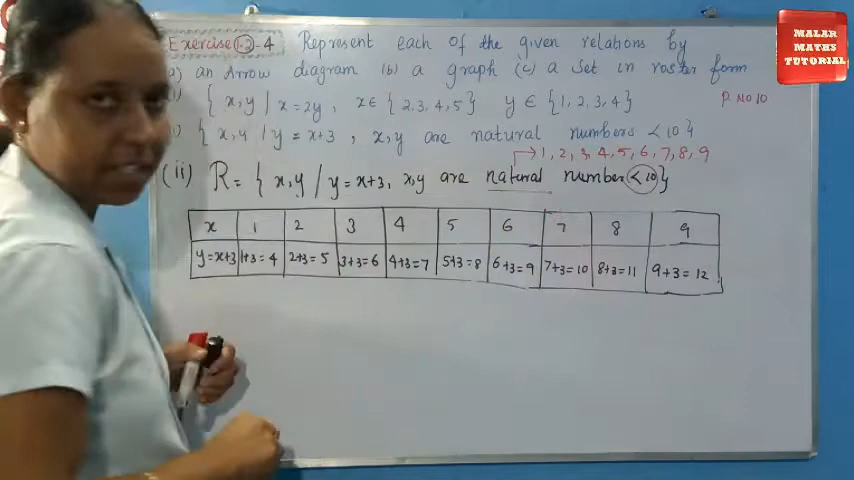 MALAR
MATHS
TUTORIAL
Exercise 1.2 - 4 Represent each of the given relations by
a) an Arrow diagram (b) a graph (c) a set in roster form
i) { x,y / x=2y, x∈ {2,3,4,5} y∈ {1,2,3,4} P. No 10
) { x,y / y = x+3, x,y are natural numbers < 10 }
→ 1, 2, 3, 4, 5, 6, 7, 8, 9
(ii) R = { x,y / y=x+3, x,y are natural number < 10 }
x 1 2 3 4 5 6 7 8 9
y=x+3 1+3=4 2+3=5 3+3=6 4+3=7 5+3=8 6+3=9 7+3=10 8+3=11 9+3=12